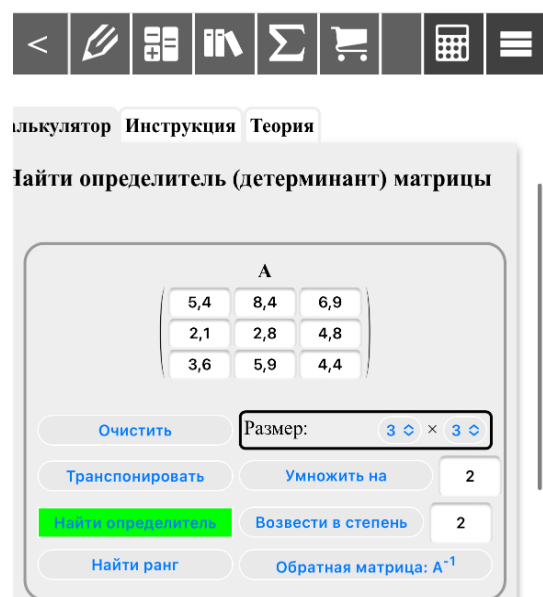 <
Σ
лькулятор Инструкция Теория
Найти определитель (детерминант) матрицы
A
5,4 8,4 6,9
2,1 2,8 4,8
3,6 5,9 4,4
Очистить Размер: 3 × 3
Транспонировать Умножить на 2
Найти определитель Возвести в степень 2
Найти ранг Обратная матрица: A⁻¹